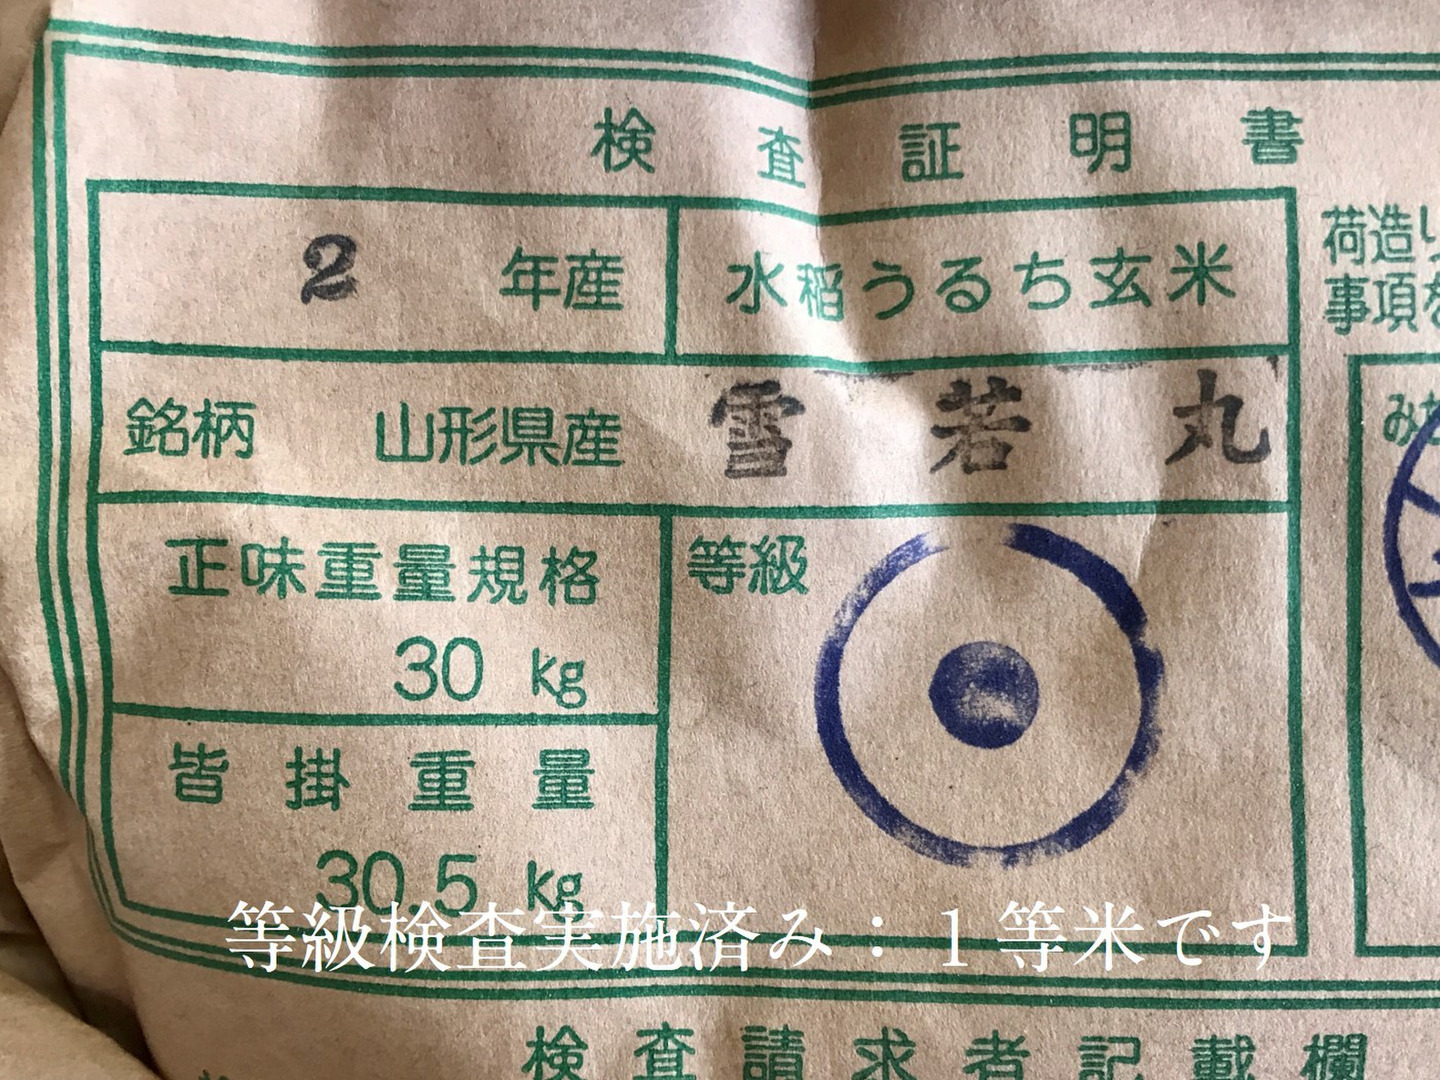 検査証明書
2 年産 水稲うるち玄米
銘柄 山形県産 雪若丸
正味重量規格
30 kg
等級
皆掛重量
30.5 kg
荷造り
事項を
等級検査実施済み：１等米です
検査請求者記載欄